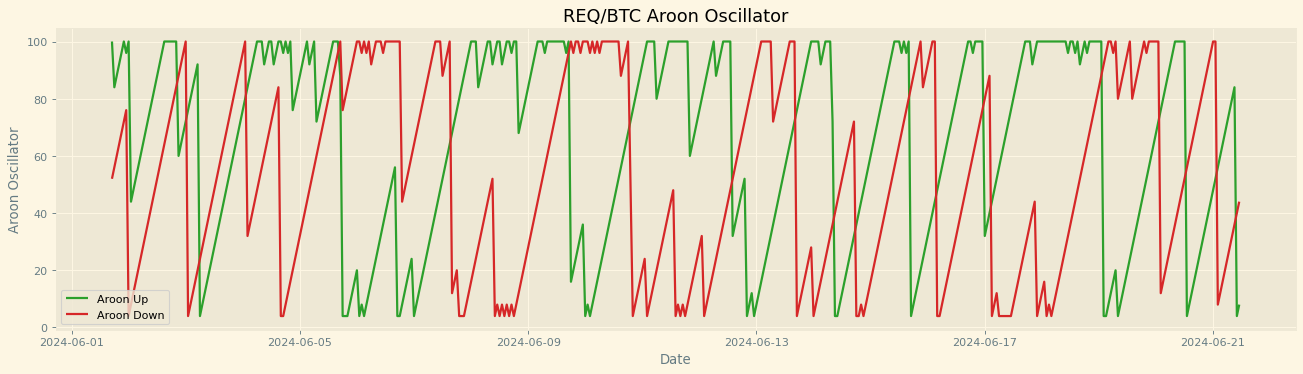 REQ/BTC Aroon Oscillator
Aroon Oscillator
100
80
60
40
20
0
Aroon Up
Aroon Down
2024-06-01
2024-06-05
2024-06-09
2024-06-13
2024-06-17
2024-06-21
Date